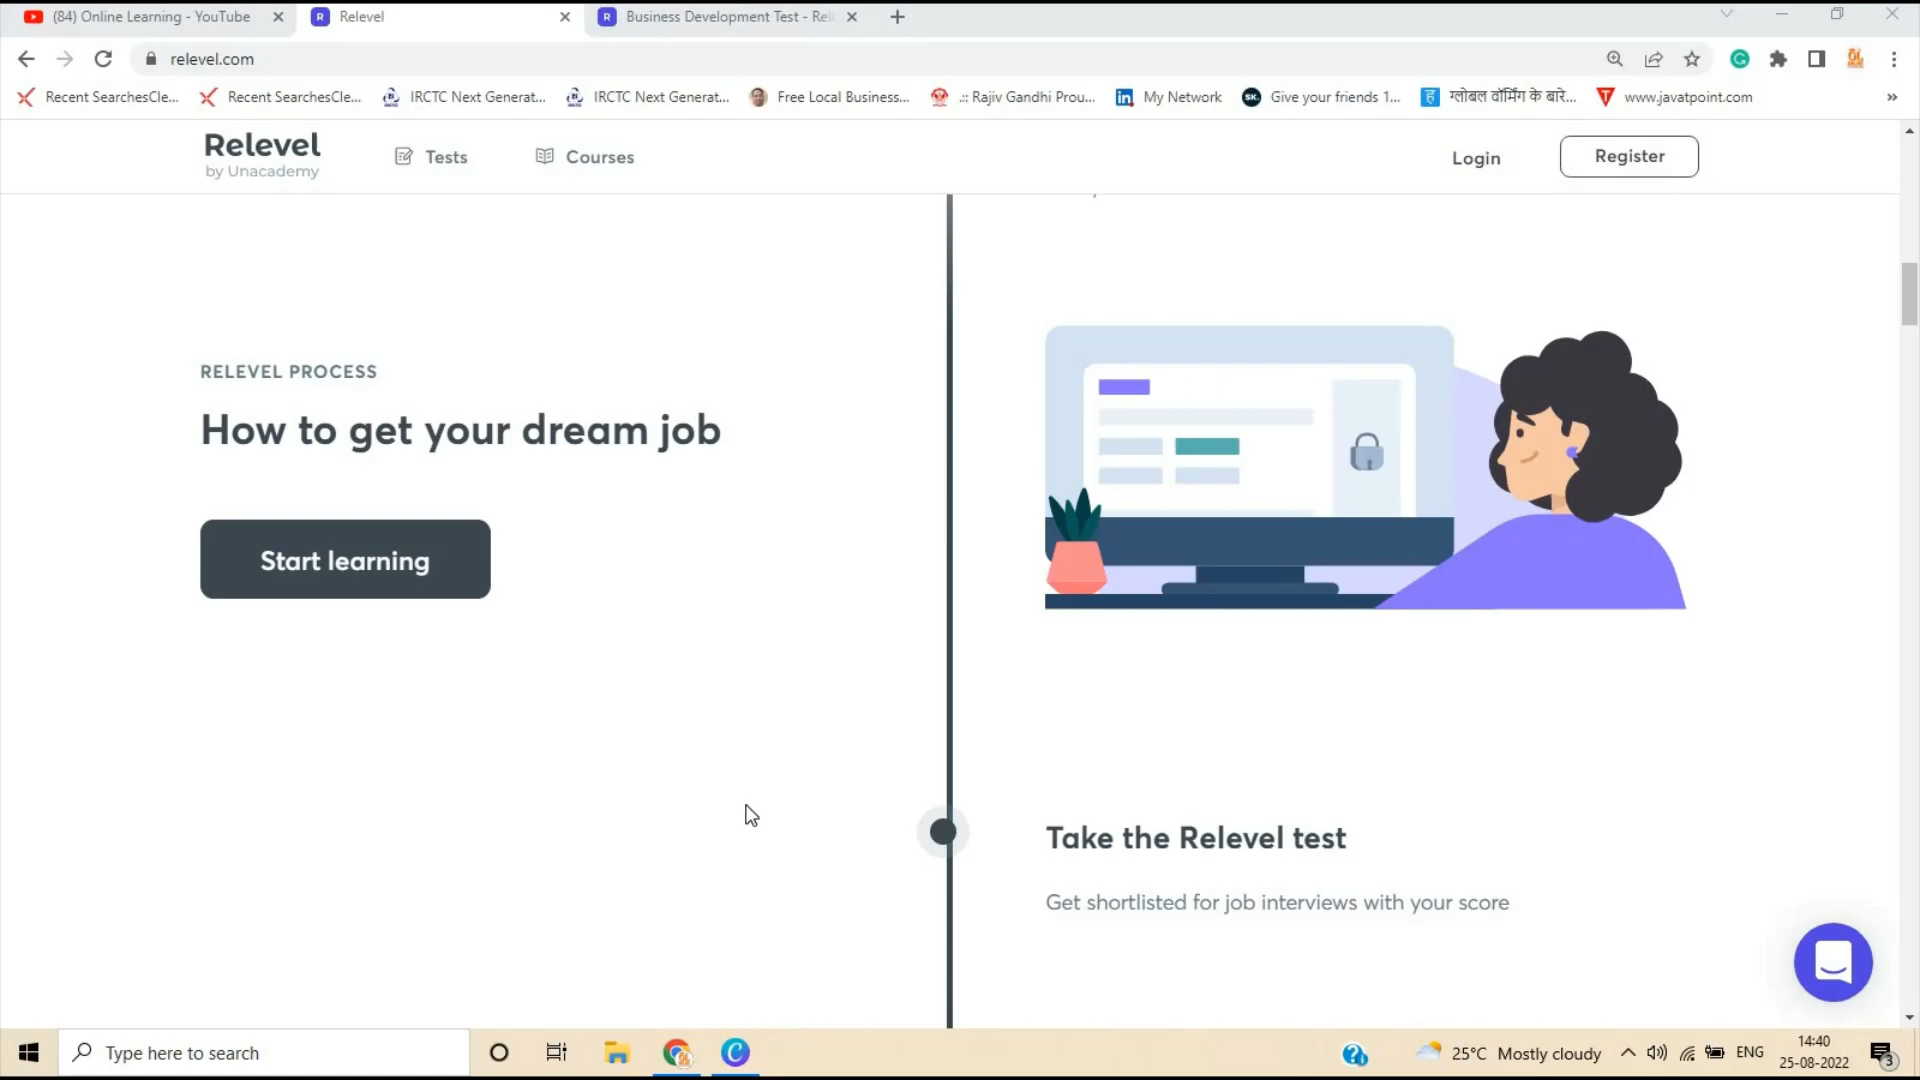 (84) Online Learning - YouTube
Relevel
Business Development Test - Rel
relevel.com
Recent SearchesCle...
Recent SearchesCle...
IRCTC Next Generat...
IRCTC Next Generat...
Free Local Business...
.:: Rajiv Gandhi Prou...
My Network
Give your friends 1...
ग्लोबल वॉर्मिंग के बारे...
www.javatpoint.com
Relevel
by Unacademy
Tests
Courses
Login
Register
RELEVEL PROCESS
How to get your dream job
Start learning
Take the Relevel test
Get shortlisted for job interviews with your score
Type here to search
25°C Mostly cloudy
ENG
14:40
25-08-2022
3